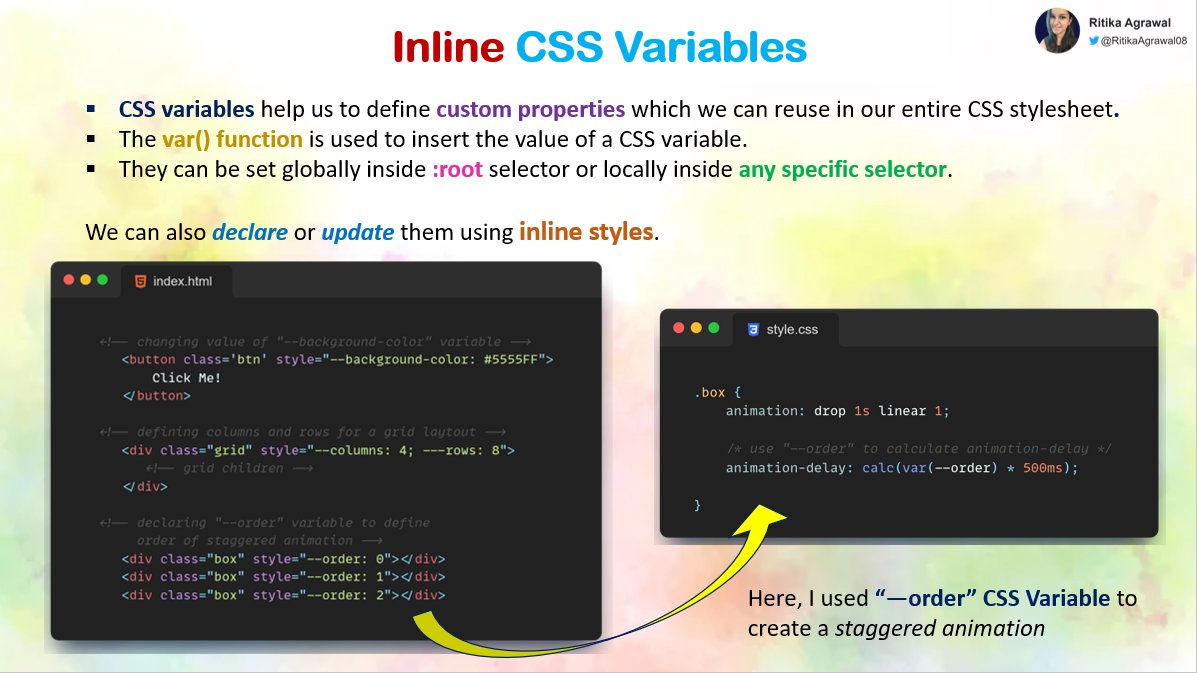 Inline CSS Variables
Ritika Agrawal
@RitikaAgrawal08
▪ CSS variables help us to define custom properties which we can reuse in our entire CSS stylesheet.
▪ The var() function is used to insert the value of a CSS variable.
▪ They can be set globally inside :root selector or locally inside any specific selector.
We can also declare or update them using inline styles.
index.html
<!-- changing value of "--background-color" variable -->
<button class='btn' style="--background-color: #5555FF">
Click Me!
</button>
<!-- defining columns and rows for a grid laytout -->
<div class="grid" style="--columns: 4; ---rows: 8">
<!-- grid children -->
</div>
<!-- declaring "--order" variable to define
order of staggered animation -->
<div class="box" style="--order: 0"></div>
<div class="box" style="--order: 1"></div>
<div class="box" style="--order: 2"></div>
style.css
.box {
animation: drop 1s linear 1;
/* use "--order" to calculate animation-delay */
animation-delay: calc(var(--order) * 500ms);
}
Here, I used “—order” CSS Variable to
create a staggered animation